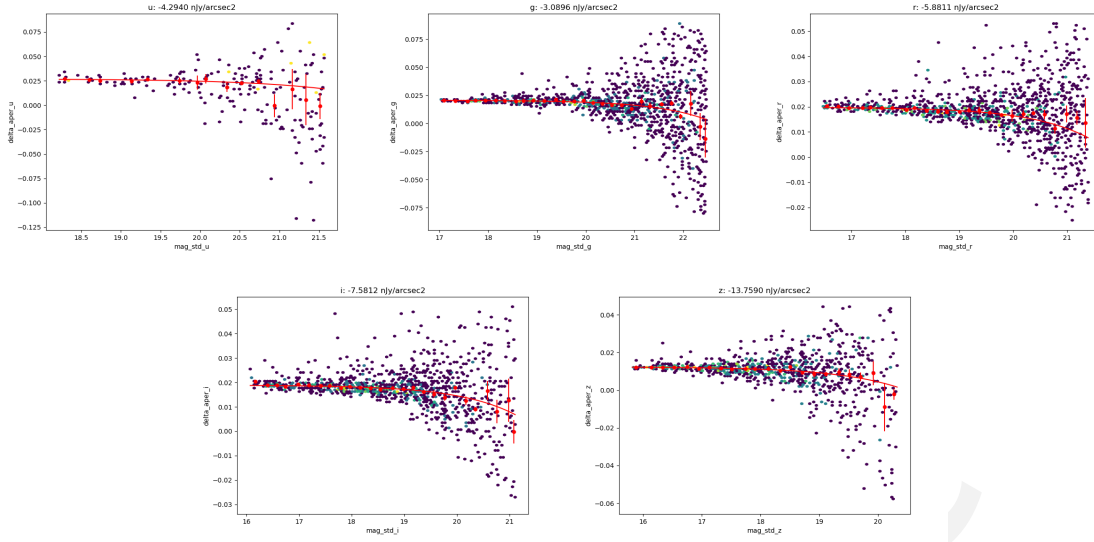 u: -4.2940 nJy/arcsec2
0.075
0.050
0.025
0.000
-0.025
-0.050
-0.075
-0.100
-0.125
delta_aper_u
18.5 19.0 19.5 20.0 20.5 21.0 21.5
mag_std_u
g: -3.0896 nJy/arcsec2
0.075
0.050
0.025
0.000
-0.025
-0.050
-0.075
delta_aper_g
17 18 19 20 21 22
mag_std_g
r: -5.8811 nJy/arcsec2
0.05
0.04
0.03
0.02
0.01
0.00
-0.01
-0.02
delta_aper_r
17 18 19 20 21
mag_std_r
i: -7.5812 nJy/arcsec2
0.05
0.04
0.03
0.02
0.01
0.00
-0.01
-0.02
-0.03
delta_aper_i
16 17 18 19 20 21
mag_std_i
z: -13.7590 nJy/arcsec2
0.04
0.02
0.00
-0.02
-0.04
-0.06
delta_aper_z
16 17 18 19 20
mag_std_z